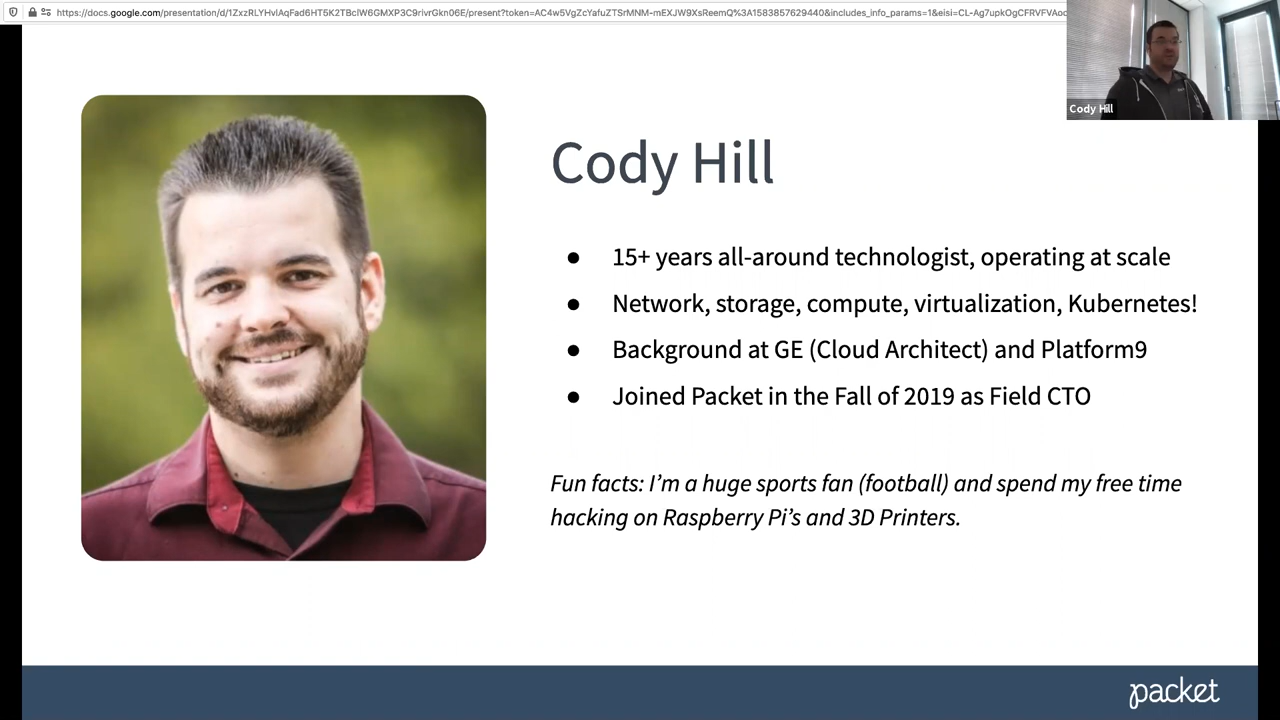 Cody Hill
Cody Hill
● 15+ years all-around technologist, operating at scale
● Network, storage, compute, virtualization, Kubernetes!
● Background at GE (Cloud Architect) and Platform9
● Joined Packet in the Fall of 2019 as Field CTO
Fun facts: I'm a huge sports fan (football) and spend my free time
hacking on Raspberry Pi's and 3D Printers.
packet